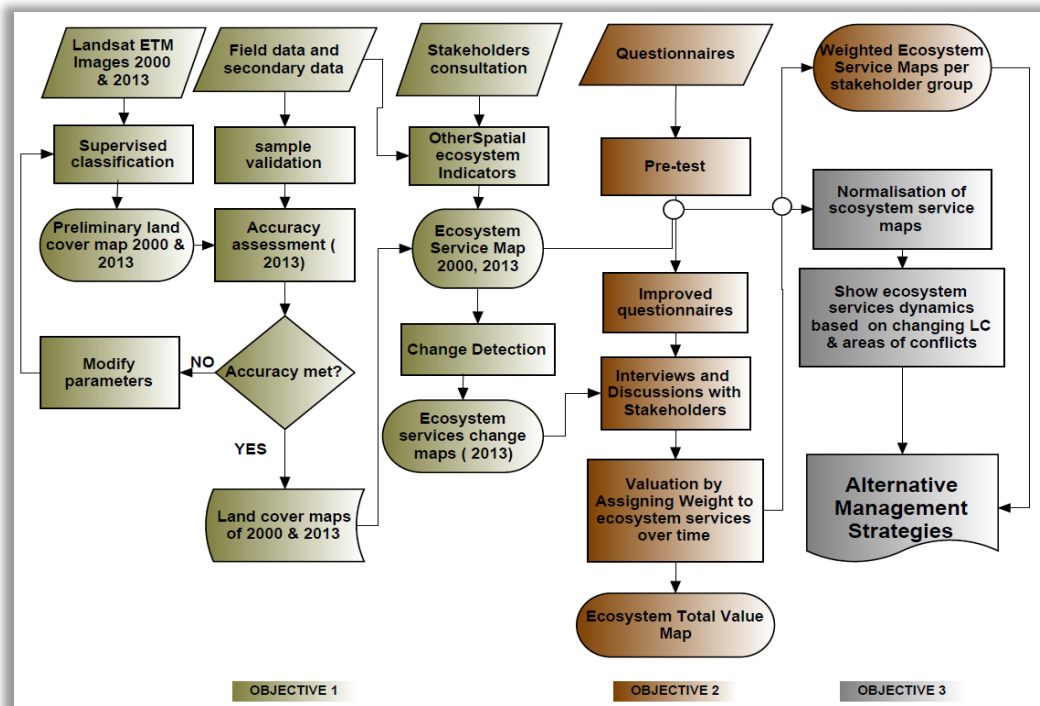 Landsat ETM
Images 2000
& 2013
Field data and
secondary data
Stakeholders
consultation
Questionnaires
Weighted Ecosystem
Service Maps per
stakeholder group
Supervised
classification
sample
validation
OtherSpatial
ecosystem
Indicators
Pre-test
Normalisation of
scosystem service
maps
Preliminary land
cover map 2000 &
2013
Accuracy
assessment (
2013)
Ecosystem
Service Map
2000, 2013
Improved
questionnaires
Show ecosystem
services dynamics
based on changing LC
& areas of conflicts
Modify
parameters
NO
Accuracy met?
YES
Change Detection
Interviews and
Discussions with
Stakeholders
Ecosystem
services change
maps ( 2013)
Land cover maps
of 2000 & 2013
Valuation by
Assigning Weight to
ecosystem services
over time
Alternative
Management
Strategies
Ecosystem Total Value
Map
OBJECTIVE 1
OBJECTIVE 2
OBJECTIVE 3